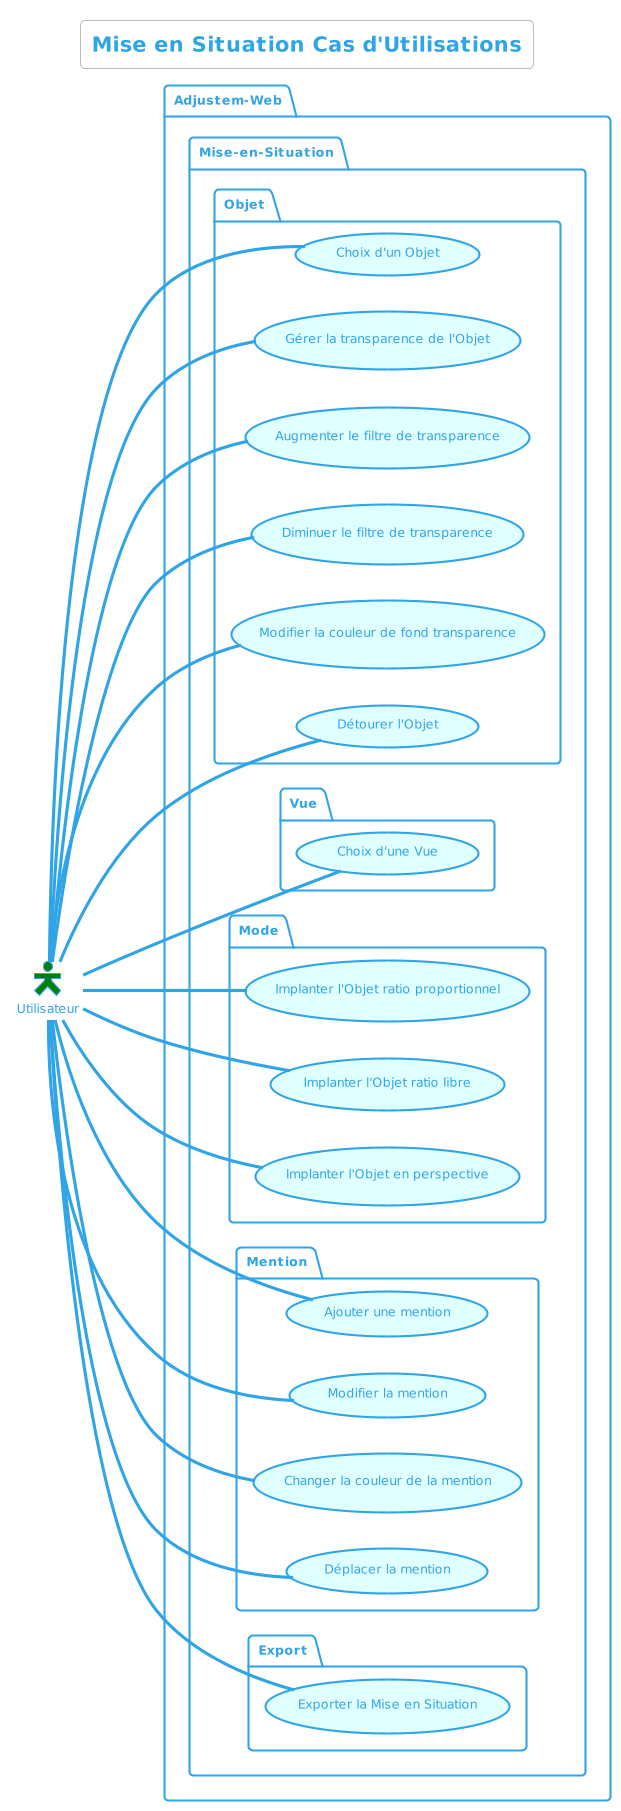 Mise en Situation Cas d'Utilisations
Adjustem-Web
Mise-en-Situation
Objet
Choix d'un Objet
Gérer la transparence de l'Objet
Augmenter le filtre de transparence
Diminuer le filtre de transparence
Modifier la couleur de fond transparence
Détourer l'Objet
Vue
Choix d'une Vue
Mode
Implanter l'Objet ratio proportionnel
Utilisateur
Implanter l'Objet ratio libre
Implanter l'Objet en perspective
Mention
Ajouter une mention
Modifier la mention
Changer la couleur de la mention
Déplacer la mention
Export
Exporter la Mise en Situation